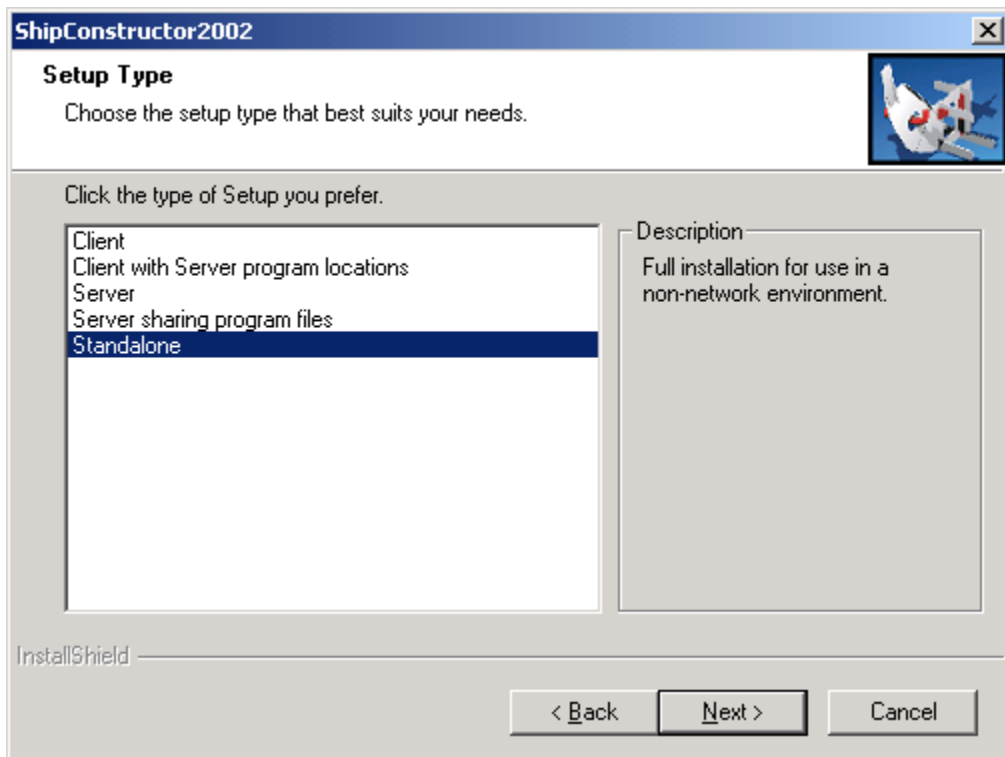 ShipConstructor2002
Setup Type
Choose the setup type that best suits your needs.
Click the type of Setup you prefer.
Client
Client with Server program locations
Server
Server sharing program files
Standalone
Description
Full installation for use in a
non-network environment.
InstallShield
< Back
Next >
Cancel